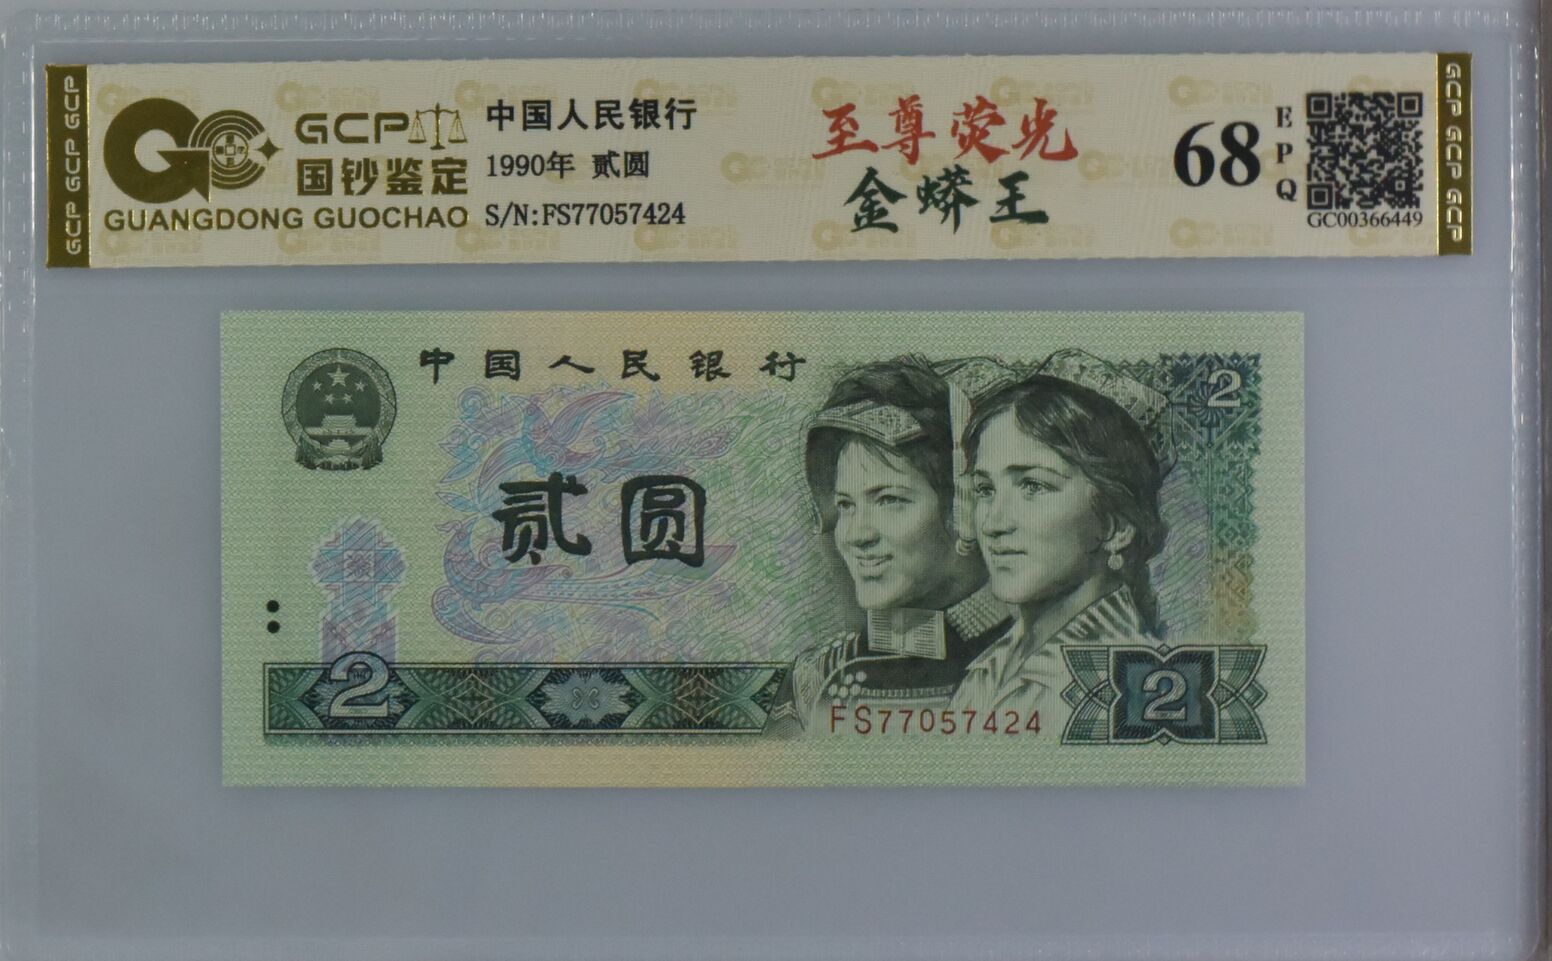 GCP GCP GCP
GCP
国钞鉴定
GUANGDONG GUOCHAO
中国人民银行
1990年 贰圆
S/N:FS77057424
至尊荧光
金蟒王
68
EPQ
GC00366449
GCP GCP GCP
中国人民银行
2
贰圆
2
FS77057424
2